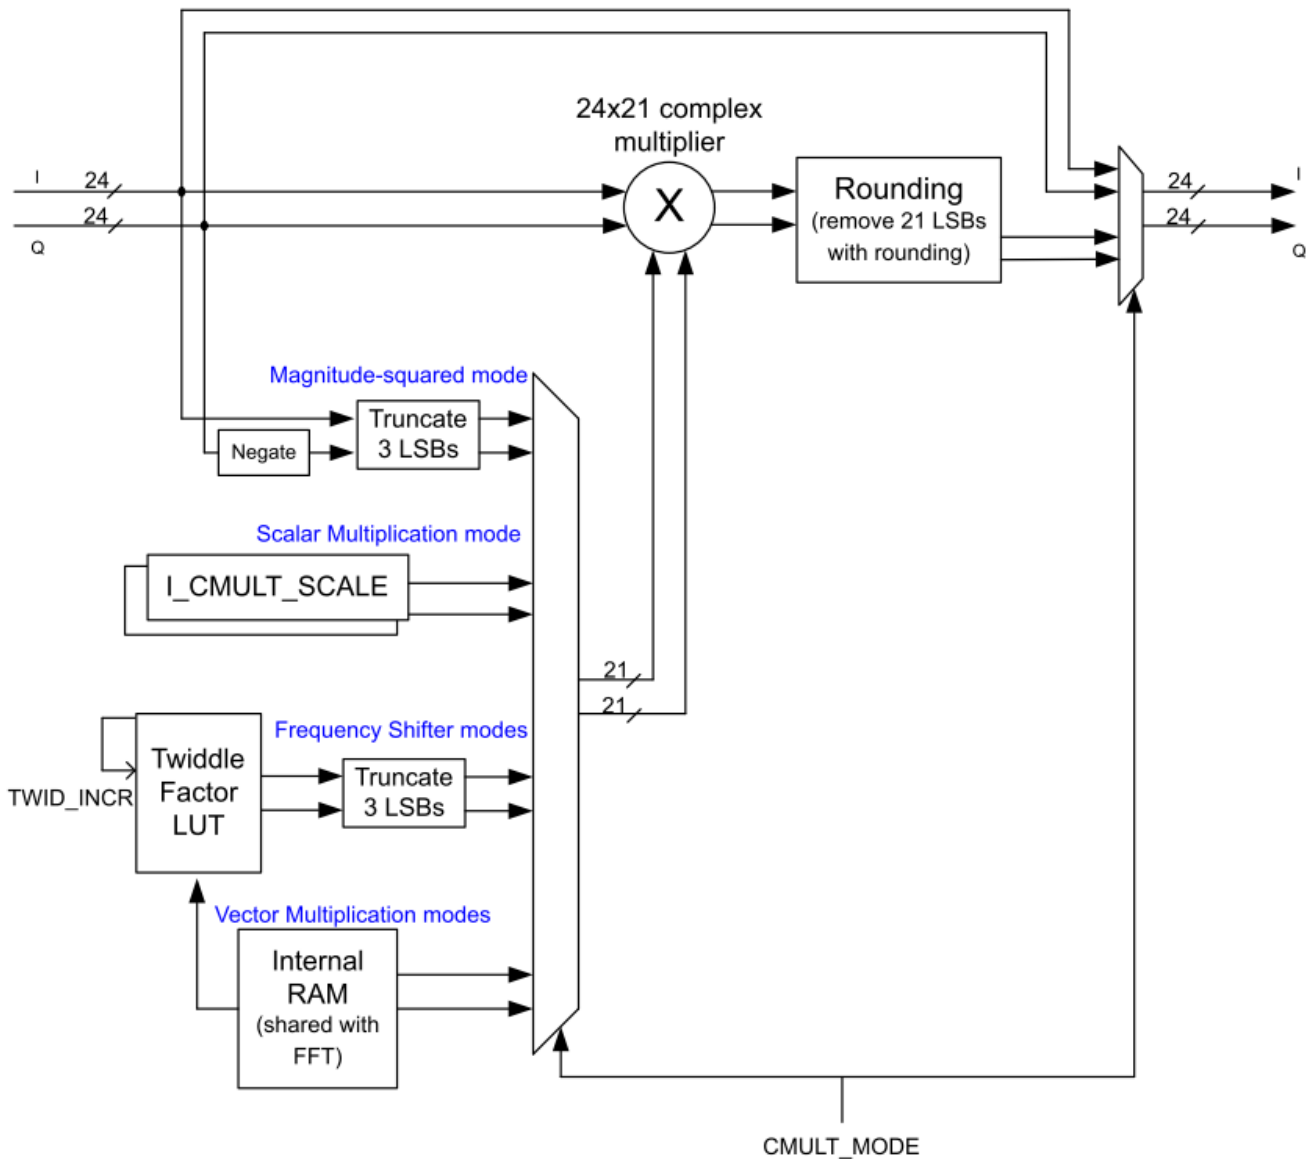 24x21 complex
multiplier
I
24
24
Q
X
Rounding
(remove 21 LSBs
with rounding)
24
I
24
Q
Magnitude-squared mode
Truncate
3 LSBs
Negate
Scalar Multiplication mode
I_CMULT_SCALE
21
21
Frequency Shifter modes
Twiddle
Factor
LUT
TWID_INCR
Truncate
3 LSBs
Vector Multiplication modes
Internal
RAM
(shared with
FFT)
CMULT_MODE